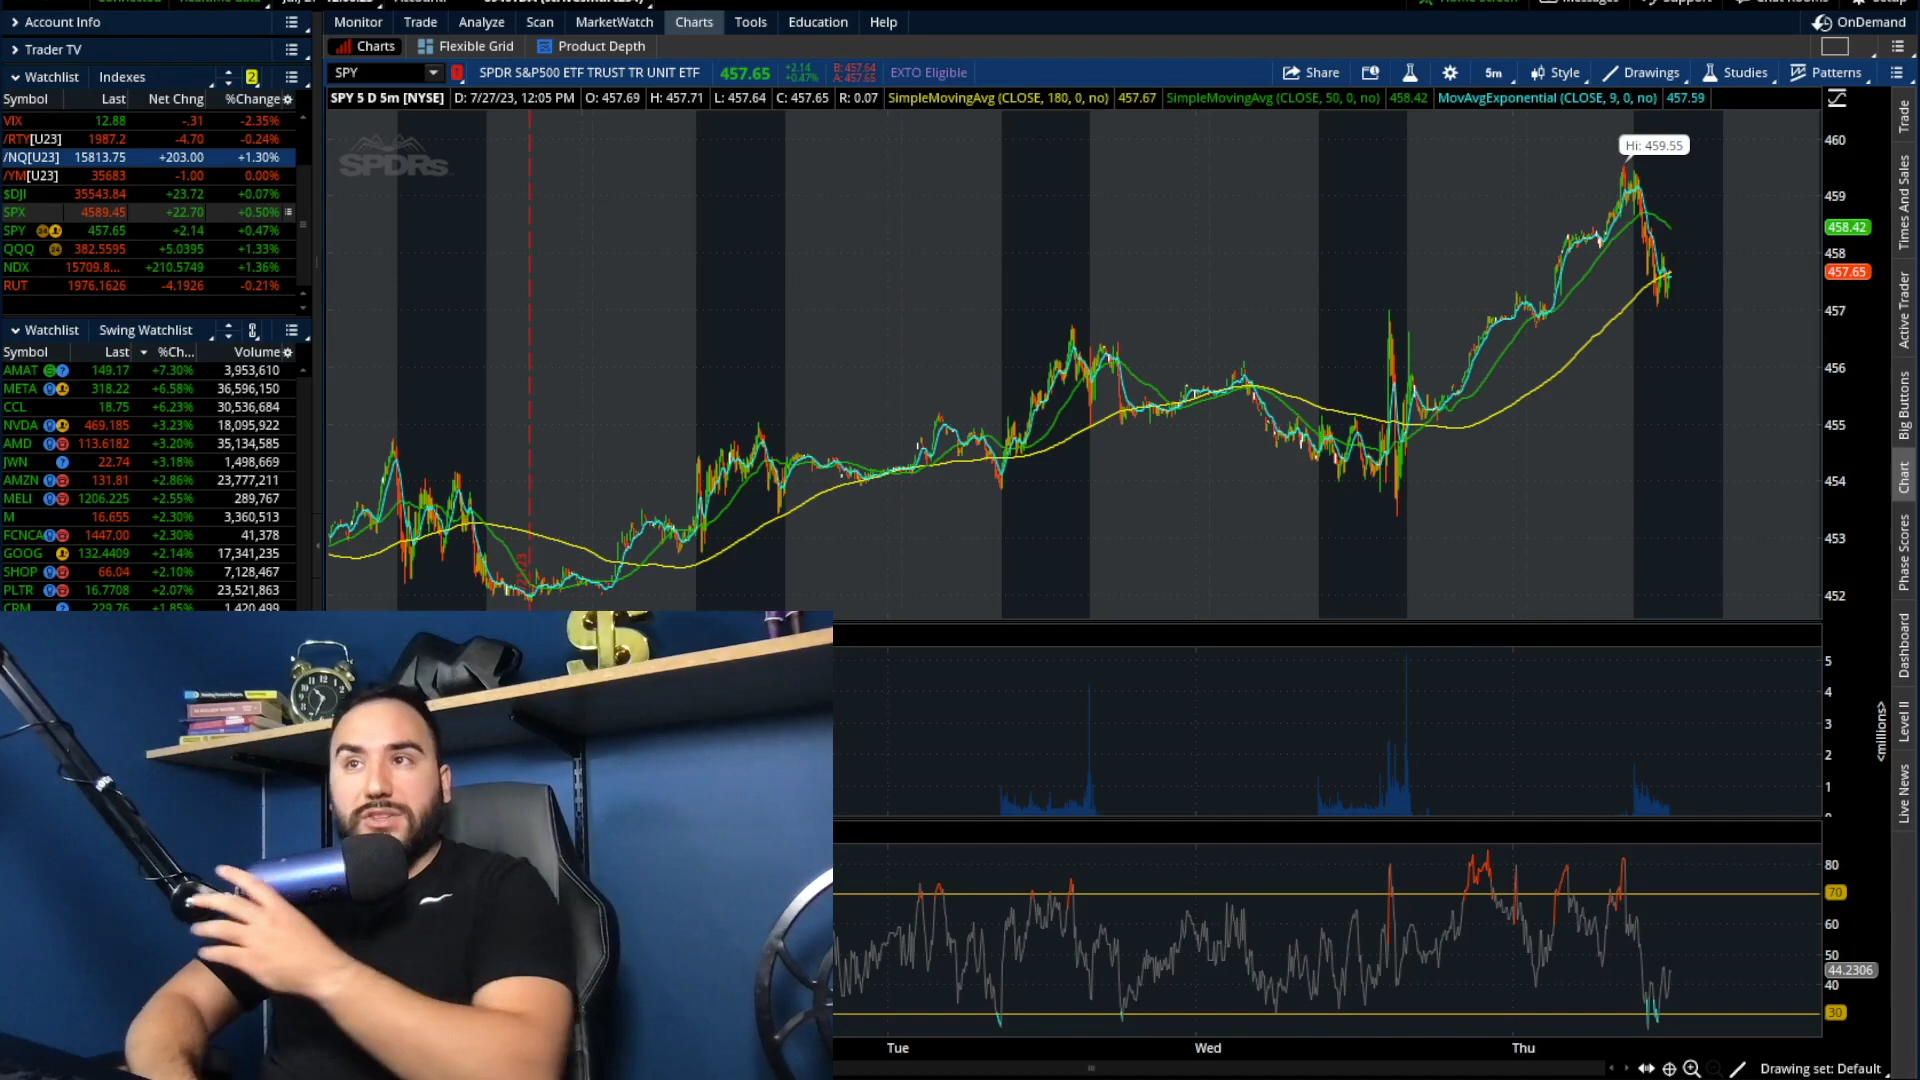 Monitor Trade Analyze Scan MarketWatch Charts Tools Education Help
OnDemand
Account Info
Trader TV
Charts Flexible Grid Product Depth
Watchlist Indexes 2
SPY SPDR S&P500 ETF TRUST TR UNIT ETF 457.65 +2.14 +0.47% B: 457.64 A: 457.65 EXTO Eligible Share 5m Style Drawings Studies Patterns
SPY 5 D 5m [NYSE] D: 7/27/23, 12:05 PM O: 457.69 H: 457.71 L: 457.64 C: 457.65 R: 0.07 SimpleMovingAvg (CLOSE, 180, 0, no) 457.67 SimpleMovingAvg (CLOSE, 50, 0, no) 458.42 MovAvgExponential (CLOSE, 9, 0, no) 457.59
Symbol Last Net Chng %Change
VIX 12.88 -.31 -2.35%
/RTY[U23] 1987.2 -4.70 -0.24%
/NQ[U23] 15813.75 +203.00 +1.30%
/YM[U23] 35683 -1.00 0.00%
$DJI 35543.84 +23.72 +0.07%
SPX 4589.45 +22.70 +0.50%
SPY 457.65 +2.14 +0.47%
QQQ 382.5595 +5.0395 +1.33%
NDX 15709.8... +210.5749 +1.36%
RUT 1976.1626 -4.1926 -0.21%
Watchlist Swing Watchlist
Symbol Last %Ch... Volume
AMAT 149.17 +7.30% 3,953,610
META 318.22 +6.58% 36,596,150
CCL 18.75 +6.23% 30,536,684
NVDA 469.185 +3.23% 18,095,922
AMD 113.6182 +3.20% 35,134,585
JWN 22.74 +3.18% 1,498,669
AMZN 131.81 +2.86% 23,777,211
MELI 1206.225 +2.55% 289,767
M 16.655 +2.30% 3,360,513
FCNCA 1447.00 +2.30% 41,378
GOOG 132.4409 +2.14% 17,341,235
SHOP 66.04 +2.10% 7,128,467
PLTR 16.7708 +2.07% 23,521,863
CRM 229.76 +1.85% 1,420,499
SPDRs
Hi: 459.55
460
459
458.42
458
457.65
457
456
455
454
453
452
5
4
3
2
1
<millions>
80
70
60
50
44.2306
40
30
Tue Wed Thu
Drawing set: Default
Trade
Times And Sales
Active Trader
Big Buttons
Chart
Phase Scores
Dashboard
Level II
Live News